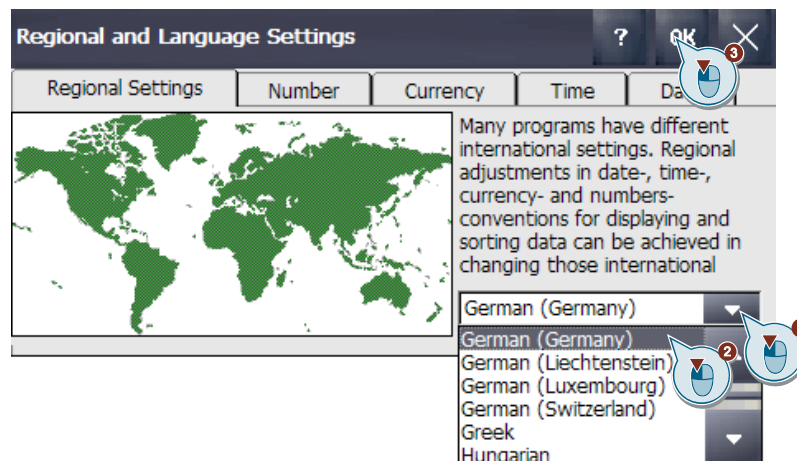 Regional and Language Settings ? OK
Regional Settings Number Currency Time Da
3
Many programs have different
international settings. Regional
adjustments in date-, time-,
currency- and numbers-
conventions for displaying and
sorting data can be achieved in
changing those international
German (Germany)
German (Germany)
2
German (Liechtenstein)
German (Luxembourg)
German (Switzerland)
Greek
Hungarian